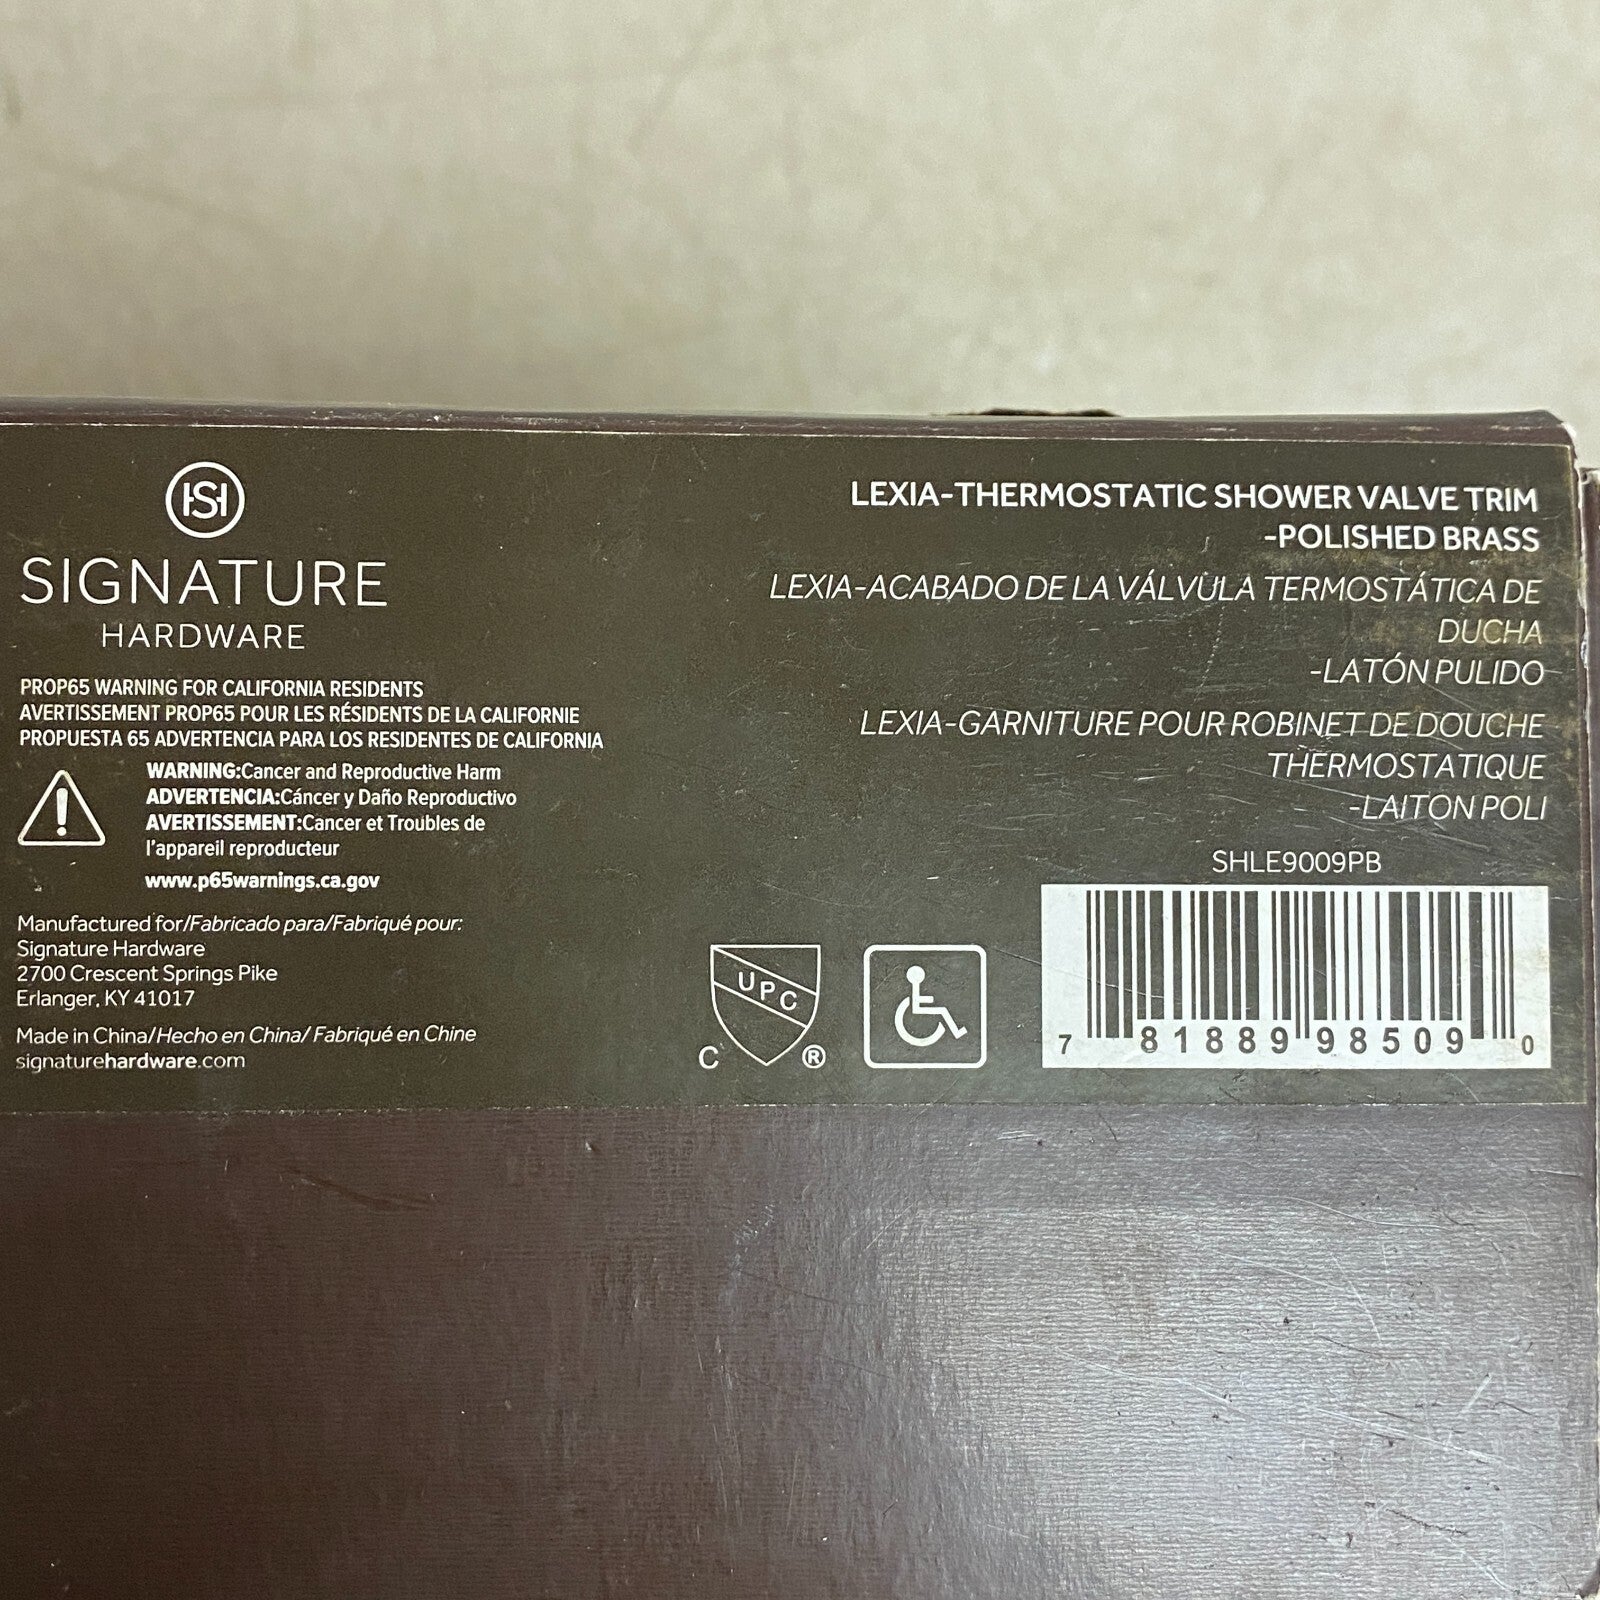 SH
SIGNATURE
HARDWARE
PROP65 WARNING FOR CALIFORNIA RESIDENTS
AVERTISSEMENT PROP65 POUR LES RÉSIDENTS DE LA CALIFORNIE
PROPUESTA 65 ADVERTENCIA PARA LOS RESIDENTES DE CALIFORNIA
WARNING:Cancer and Reproductive Harm
ADVERTENCIA:Cáncer y Daño Reproductivo
AVERTISSEMENT:Cancer et Troubles de
l'appareil reproducteur
www.p65warnings.ca.gov
Manufactured for/Fabricado para/Fabriqué pour:
Signature Hardware
2700 Crescent Springs Pike
Erlanger, KY 41017
Made in China/Hecho en China/ Fabriqué en Chine
signaturehardware.com
LEXIA-THERMOSTATIC SHOWER VALVE TRIM
-POLISHED BRASS
LEXIA-ACABADO DE LA VÁLVULA TERMOSTÁTICA DE
DUCHA
-LATÓN PULIDO
LEXIA-GARNITURE POUR ROBINET DE DOUCHE
THERMOSTATIQUE
-LAITON POLI
SHLE9009PB
UPC
C ®
7 81889 98509 0